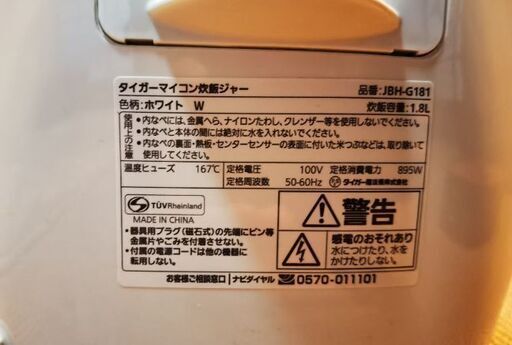 タイガーマイコン炊飯ジャー
品番:JBH-G181
色柄:ホワイト W
炊飯容量:1.8L
使用上の注意
•内なべには、金属へら、ナイロンたわし、クレンザー等を使用しないでください。
•内なべと本体の間には絶対に水を入れないでください。
•内なべの裏面・熱板・センターセンサーの表面に付いた米つぶなどは、取り除いて使用してください。
温度ヒューズ 167℃
定格電圧 100V
定格消費電力 895W
定格周波数 50-60Hz
タイガー魔法瓶株式会社
TÜVRheinland
MADE IN CHINA
•器具用プラグ(磁石式)の先端にピン等金属片やごみを付着させない。
•付属の電源コードは他の機器に転用しない。
警告
感電のおそれあり
水につけたり、水をかけたりしない。
お客様ご相談窓口 ナビダイヤル 0570-011101